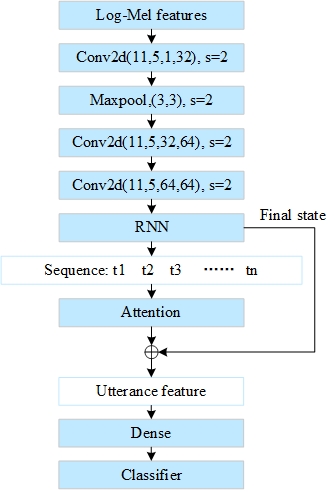 Log-Mel features
Conv2d(11,5,1,32), s=2
Maxpool,(3,3), s=2
Conv2d(11,5,32,64), s=2
Conv2d(11,5,64,64), s=2
RNN
Final state
Sequence: t1 t2 t3 ...... tn
Attention
Utterance feature
Dense
Classifier